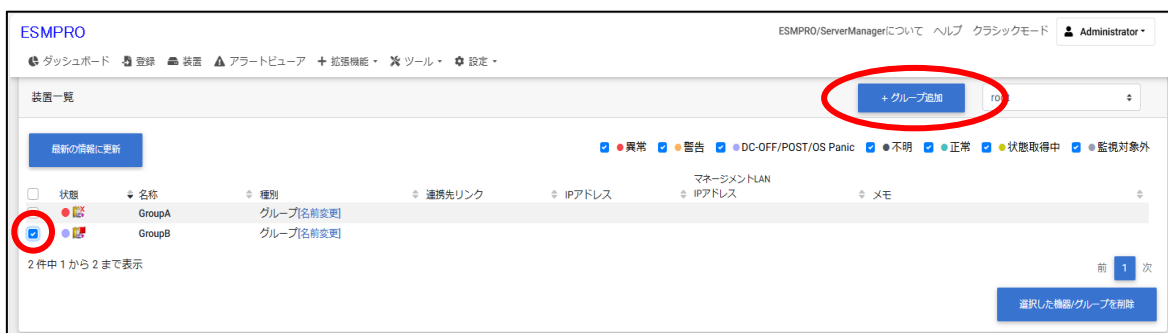 ESMPRO
ESMPRO/ServerManagerについて ヘルプ クラシックモード Administrator
ダッシュボード 登録 装置 アラートビューア 拡張機能 ツール 設定
装置一覧
+ グループ追加
root
最新の情報に更新
異常 警告 DC-OFF/POST/OS Panic 不明 正常 状態取得中 監視対象外
状態 名称 種別 連携先リンク IPアドレス マネージメントLAN IPアドレス メモ
GroupA グループ[名前変更]
GroupB グループ[名前変更]
2 件中 1 から 2 まで表示
前 1 次
選択した機器/グループを削除